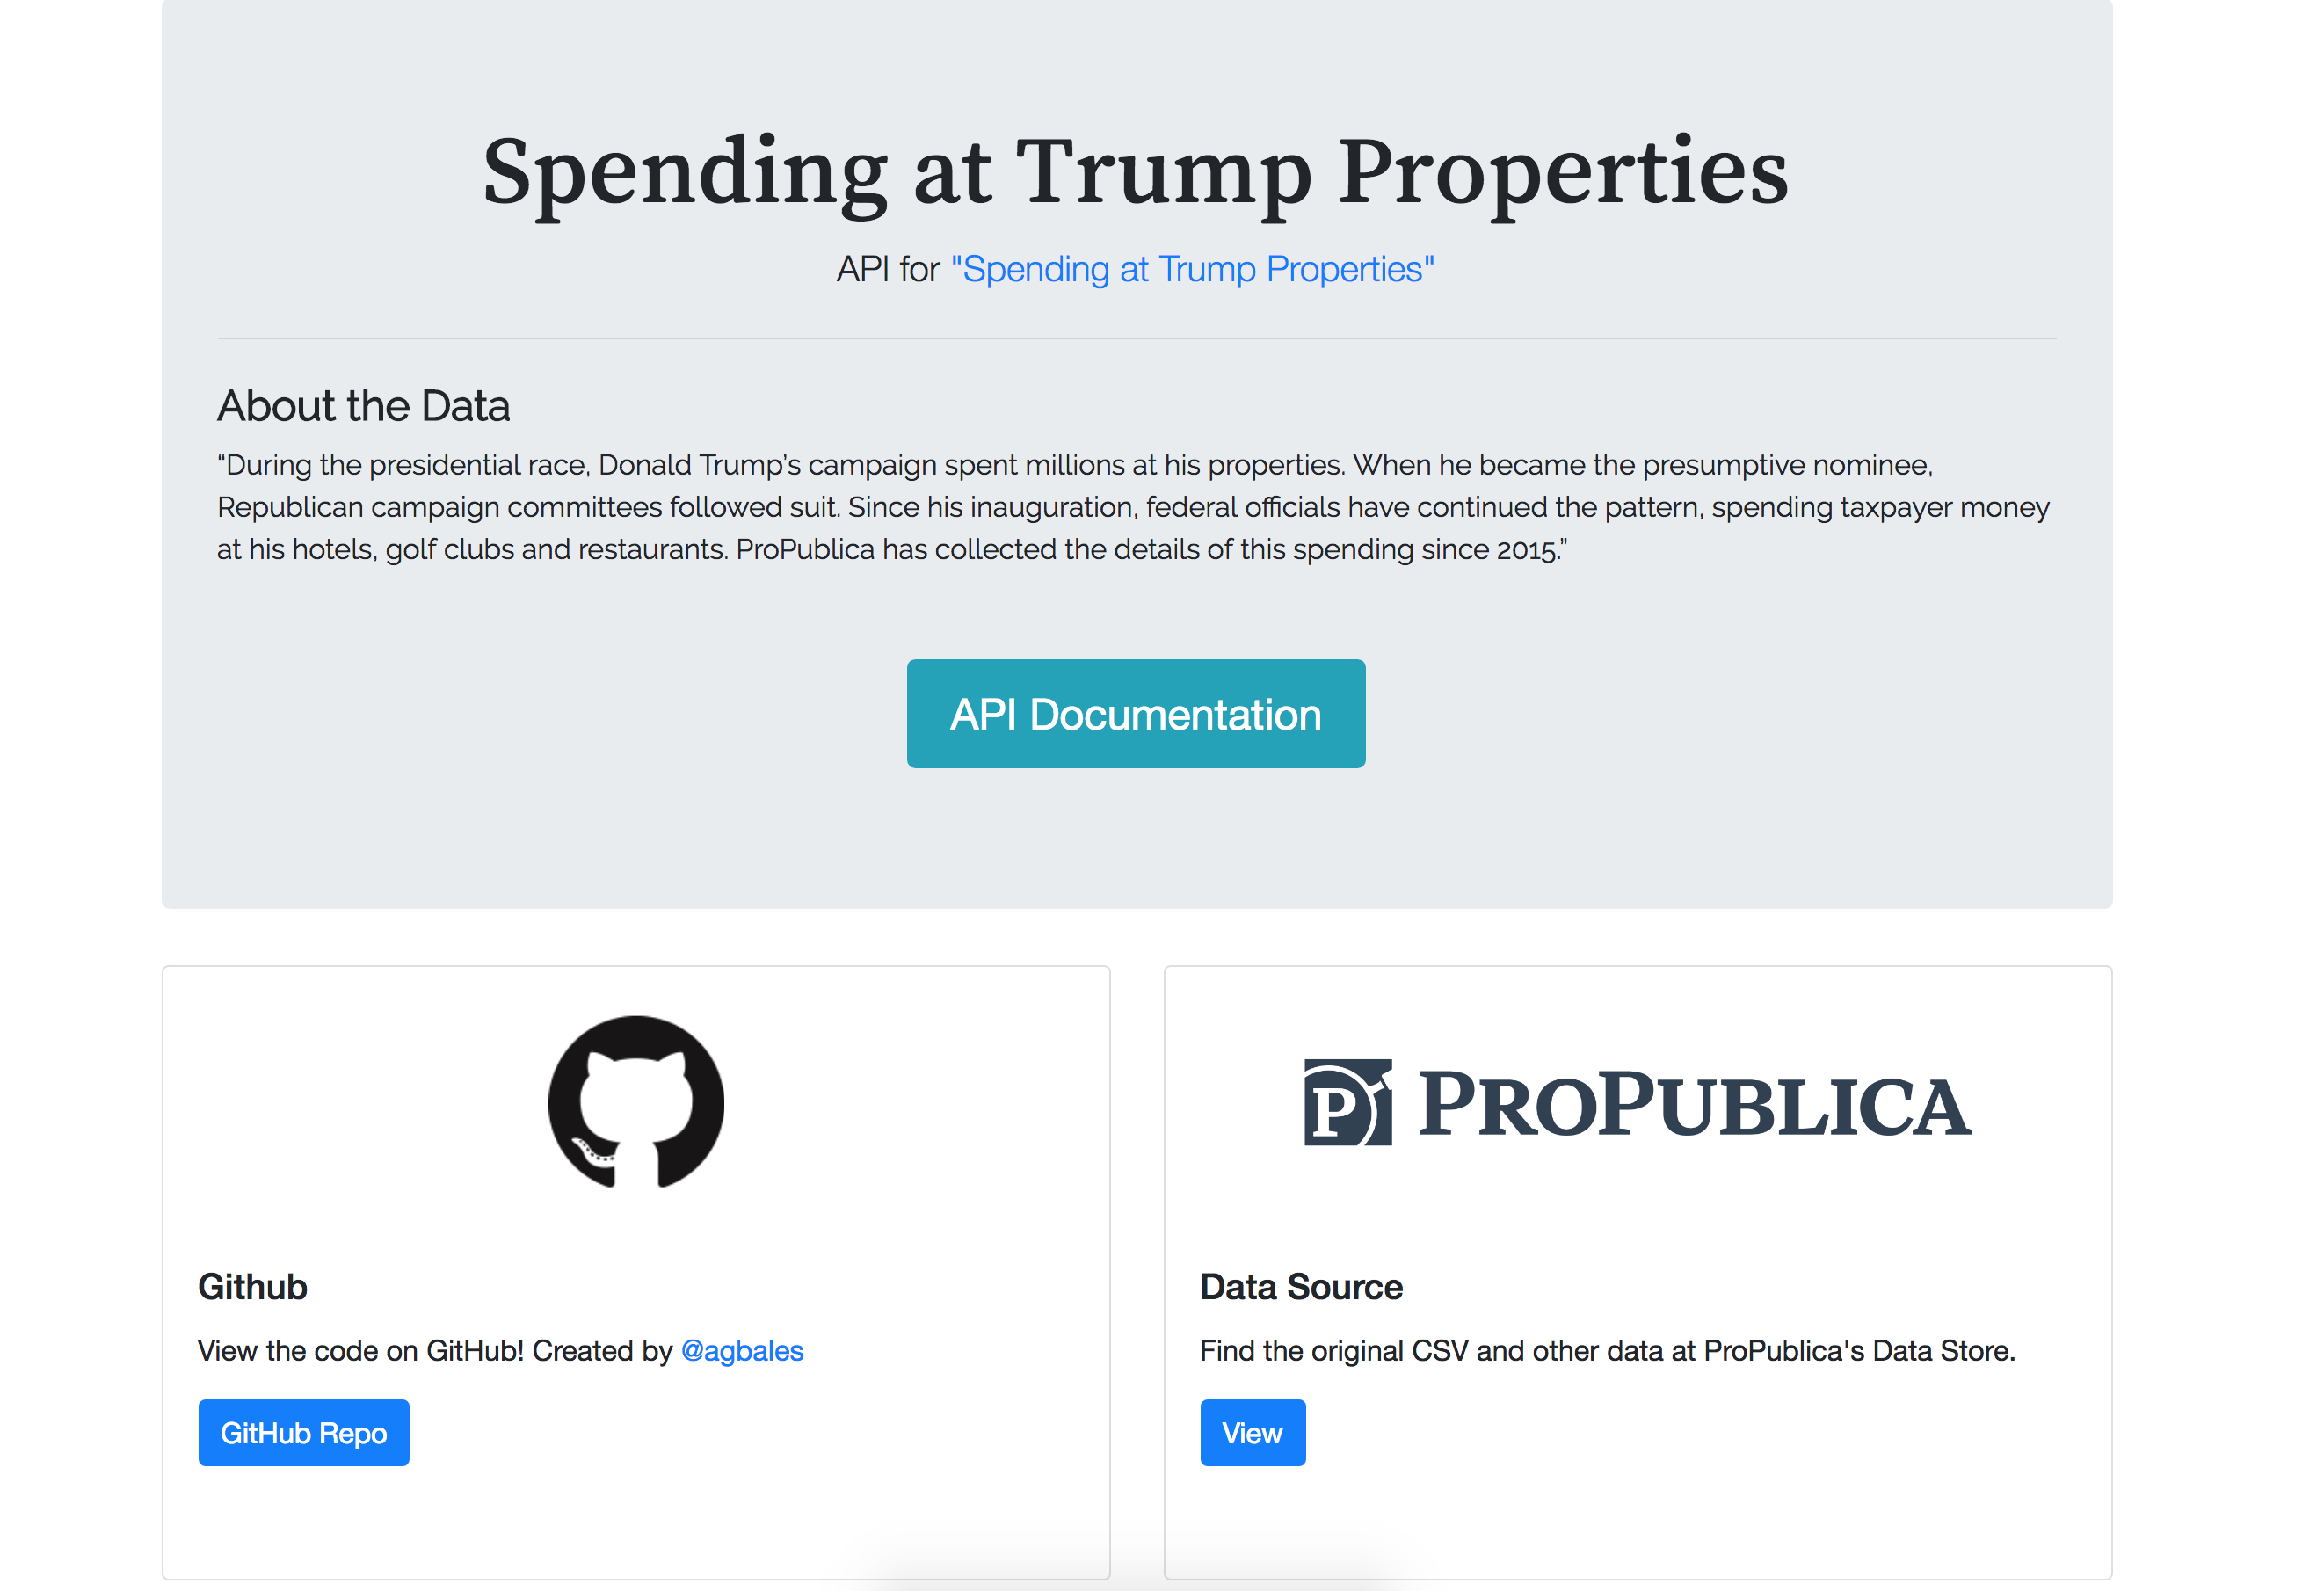 Spending at Trump Properties
API for "Spending at Trump Properties"
About the Data
“During the presidential race, Donald Trump’s campaign spent millions at his properties. When he became the presumptive nominee,
Republican campaign committees followed suit. Since his inauguration, federal officials have continued the pattern, spending taxpayer money
at his hotels, golf clubs and restaurants. ProPublica has collected the details of this spending since 2015.”
API Documentation
P PROPUBLICA
Github
View the code on GitHub! Created by @agbales
GitHub Repo
Data Source
Find the original CSV and other data at ProPublica's Data Store.
View